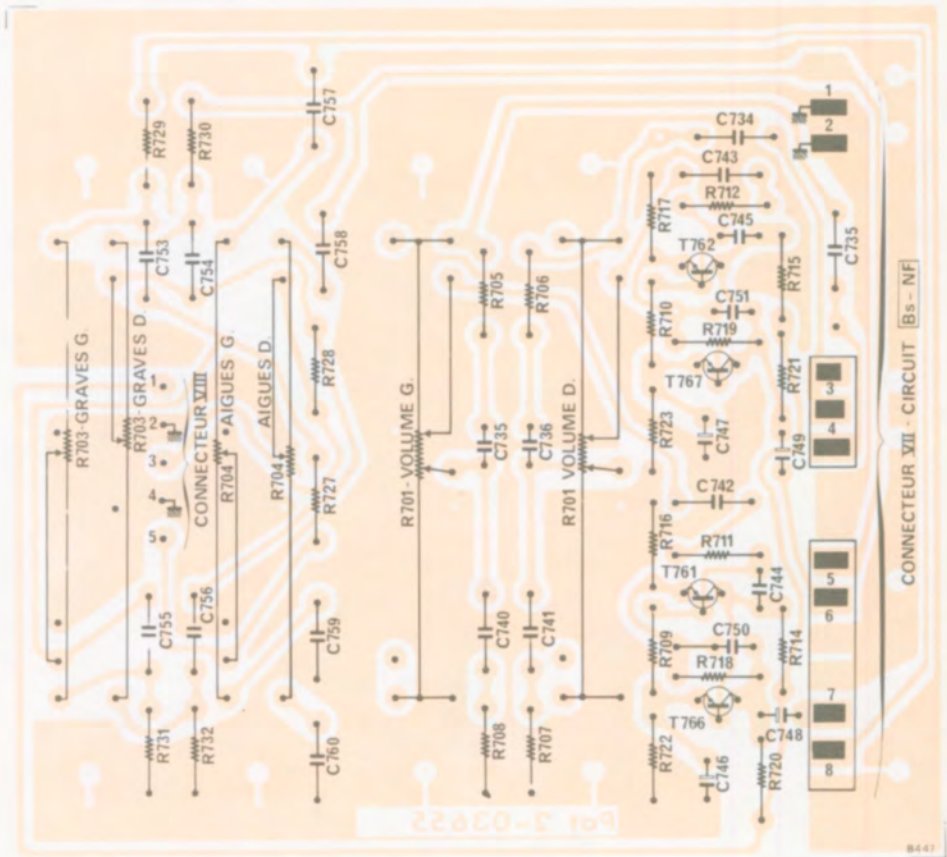 R729
R730
C757
C753
C754
C758
R703-GRAVES G.
R703-GRAVES D.
1
2
3
4
5
CONNECTEUR VIII
R704 AIGUES G.
R704 AIGUES D.
R728
R727
C755
C756
C759
R731
R732
C760
R701-VOLUME G.
R705
R706
C735
C736
R701 VOLUME D.
C740
C741
R708
R707
C734
C743
R712
R717
C745
T762
R715
C735
C751
R710
R719
T767
R721
R723
C747
C749
C742
R716
R711
T761
C744
C750
R709
R718
R714
T766
C748
R722
C746
R720
1
2
3
4
5
6
7
8
CONNECTEUR VII - CIRCUIT Bs-NF
Pot 2-03655
B447